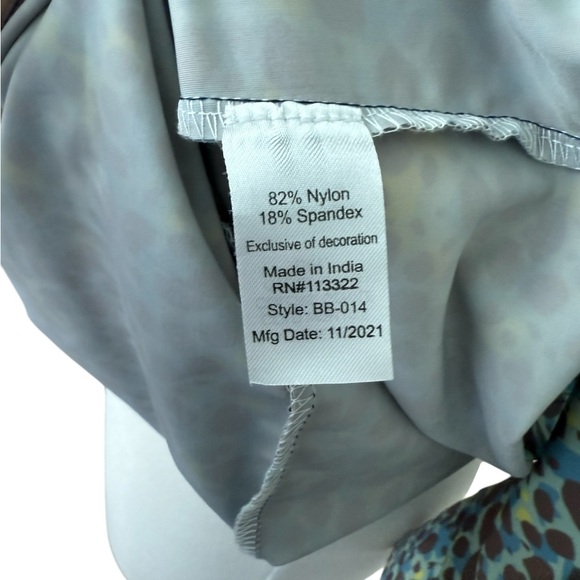 82% Nylon
18% Spandex
Exclusive of decoration
Made in India
RN#113322
Style: BB-014
Mfg Date: 11/2021